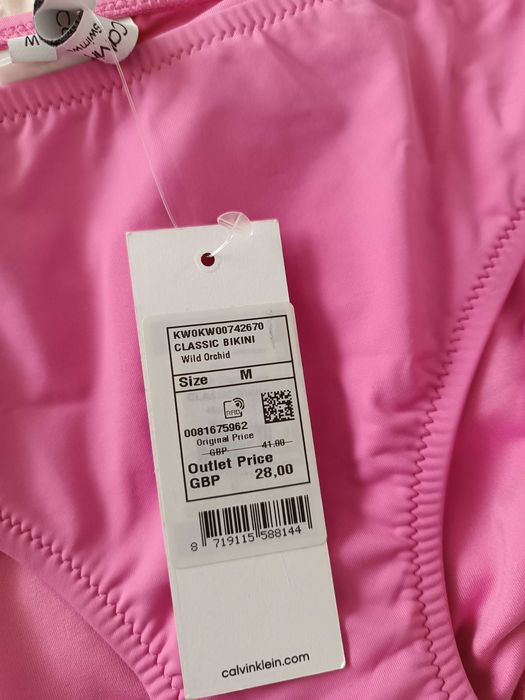 KW0KW00742670
CLASSIC BIKINI
Wild Orchid
Size M
RFID
0081675962
Original Price
GBP 41,00
Outlet Price
GBP 28,00
8 719115 588144
calvinklein.com